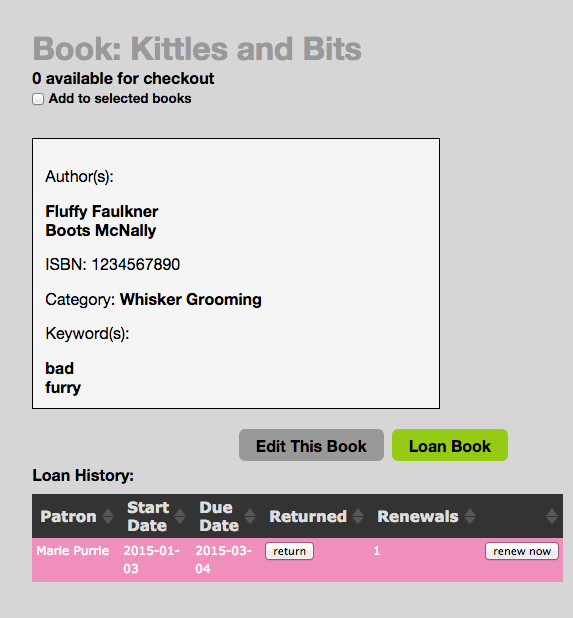 Book: Kittles and Bits
0 available for checkout
Add to selected books
Author(s):
Fluffy Faulkner
Boots McNally
ISBN: 1234567890
Category: Whisker Grooming
Keyword(s):
bad
furry
Edit This Book Loan Book
Loan History:
Patron Start Date Due Date Returned Renewals
Marie Purrie 2015-01-03 2015-03-04 return 1 renew now